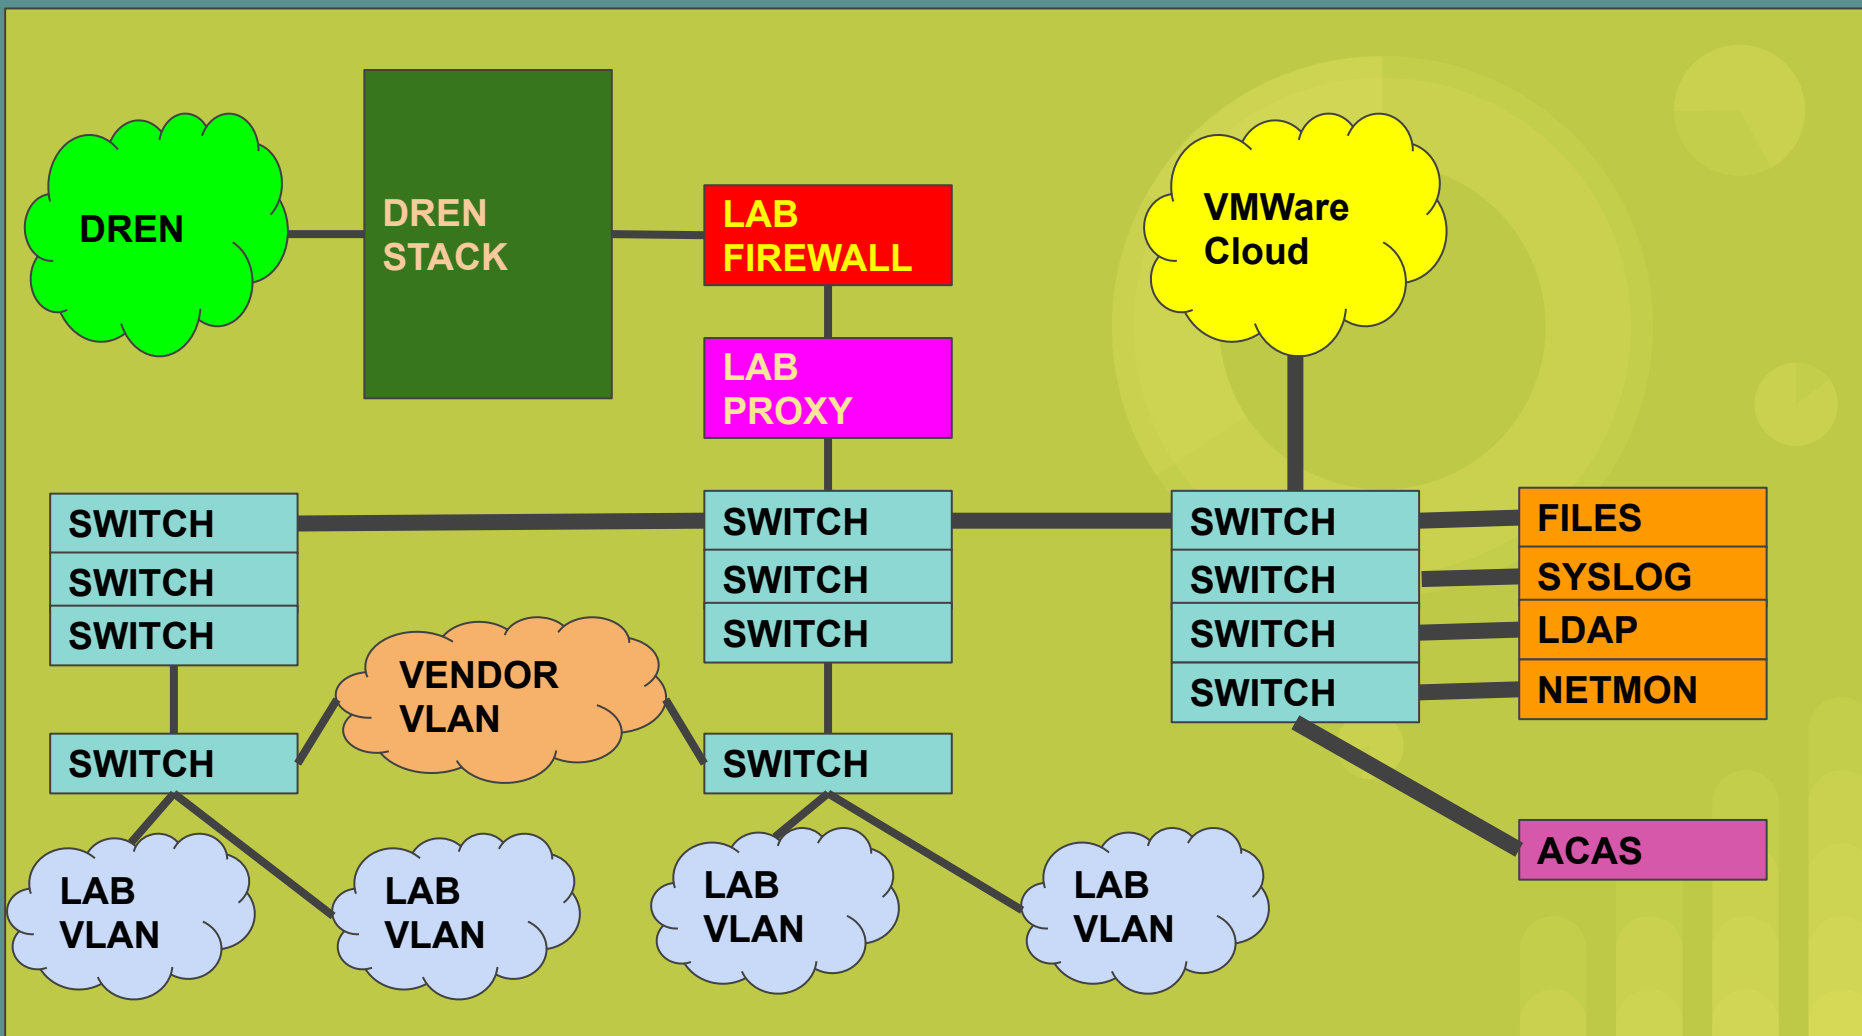 DREN
DREN
STACK
LAB
FIREWALL
VMWare
Cloud
LAB
PROXY
SWITCH
SWITCH
SWITCH
SWITCH
SWITCH
SWITCH
SWITCH
SWITCH
SWITCH
SWITCH
FILES
SYSLOG
LDAP
NETMON
VENDOR
VLAN
SWITCH
SWITCH
ACAS
LAB
VLAN
LAB
VLAN
LAB
VLAN
LAB
VLAN